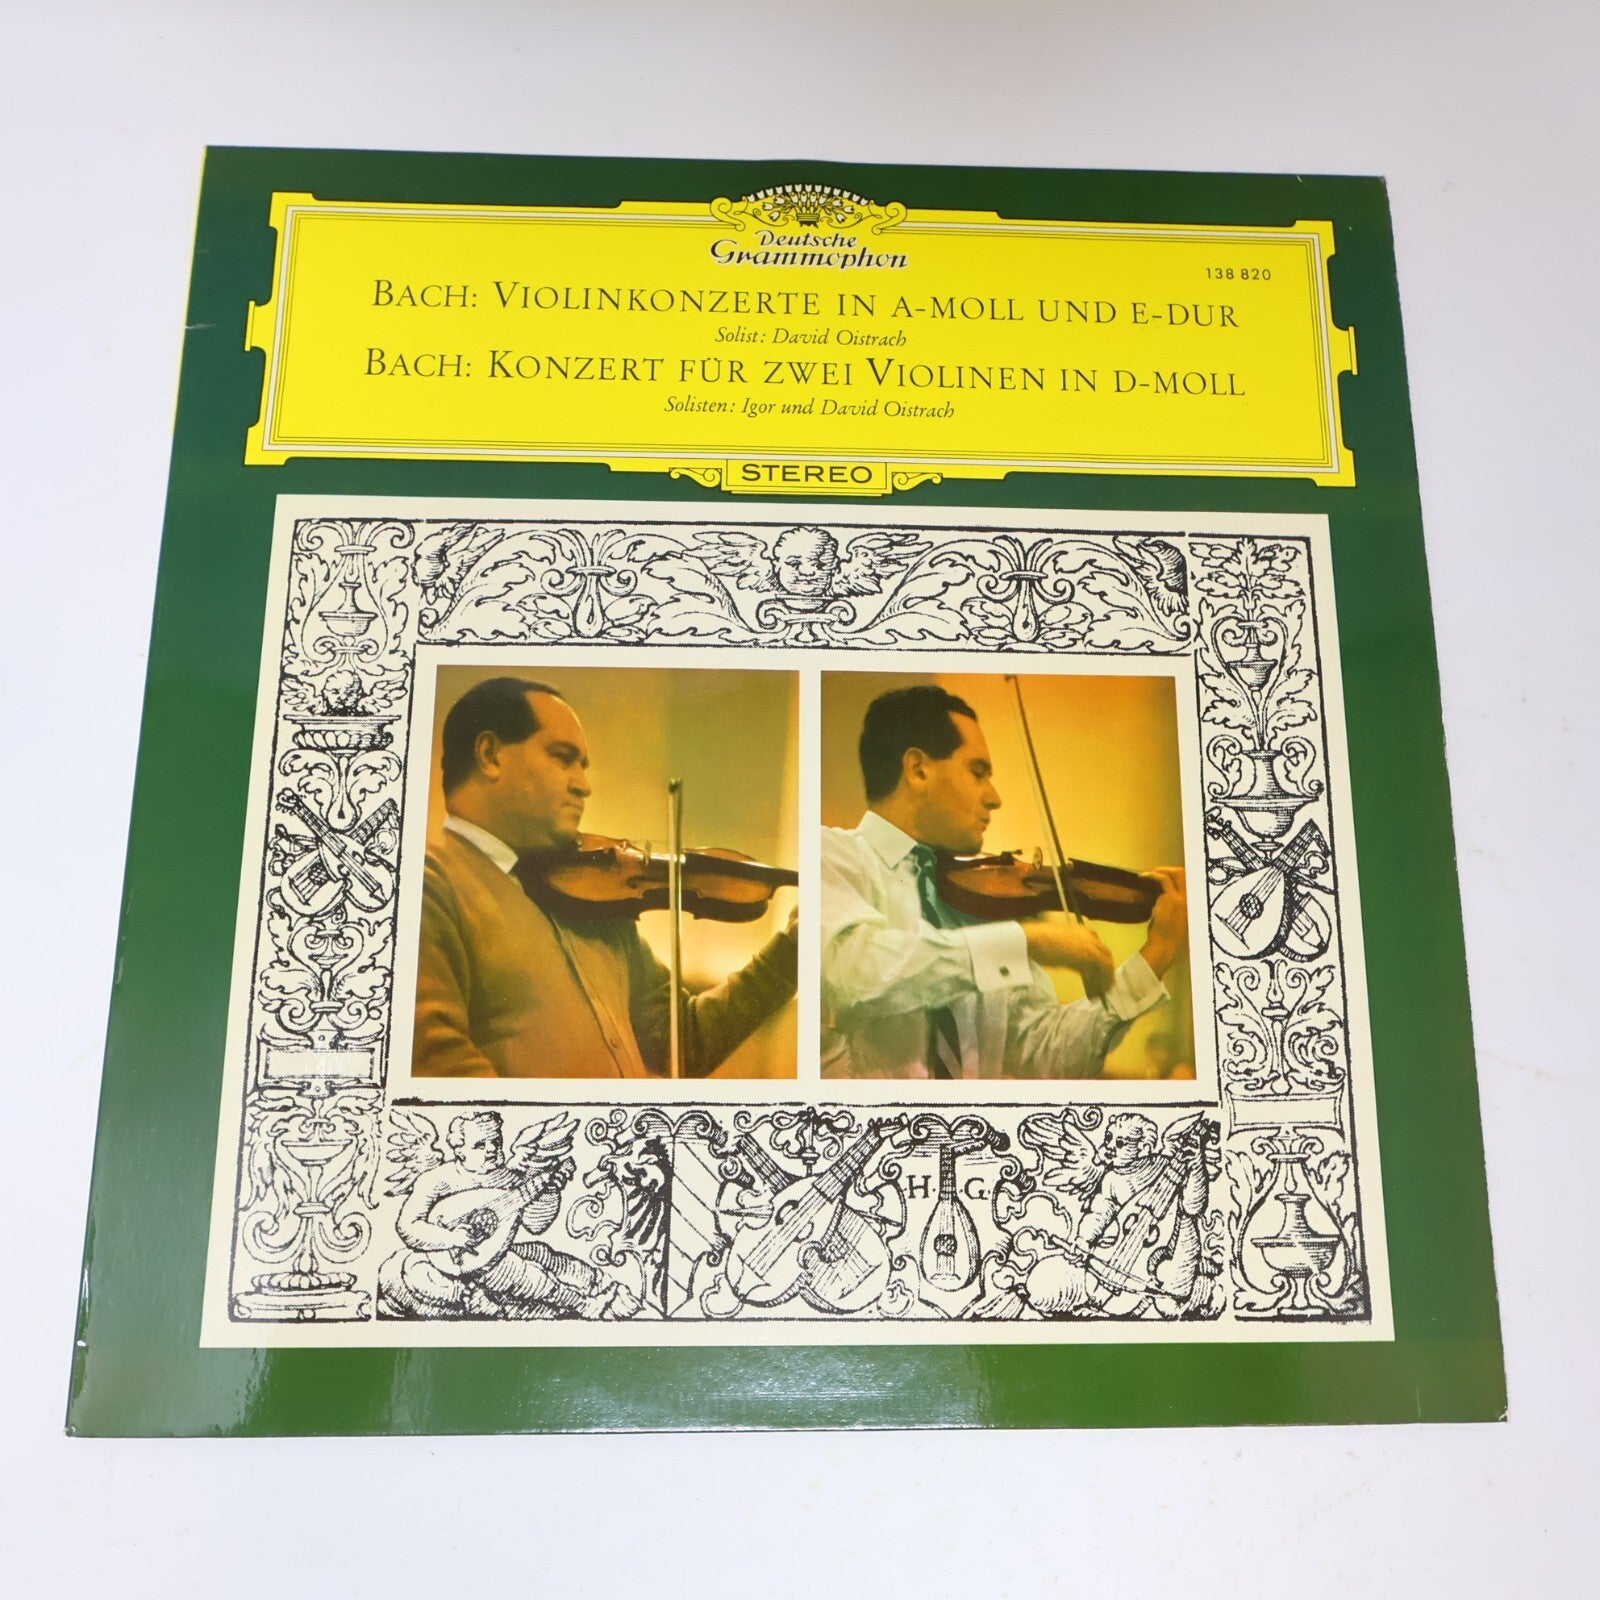 Deutsche
Grammophon
138 820
BACH: VIOLINKONZERTE IN A-MOLL UND E-DUR
Solist: David Oistrach
BACH: KONZERT FÜR ZWEI VIOLINEN IN D-MOLL
Solisten: Igor und David Oistrach
STEREO
H. G.